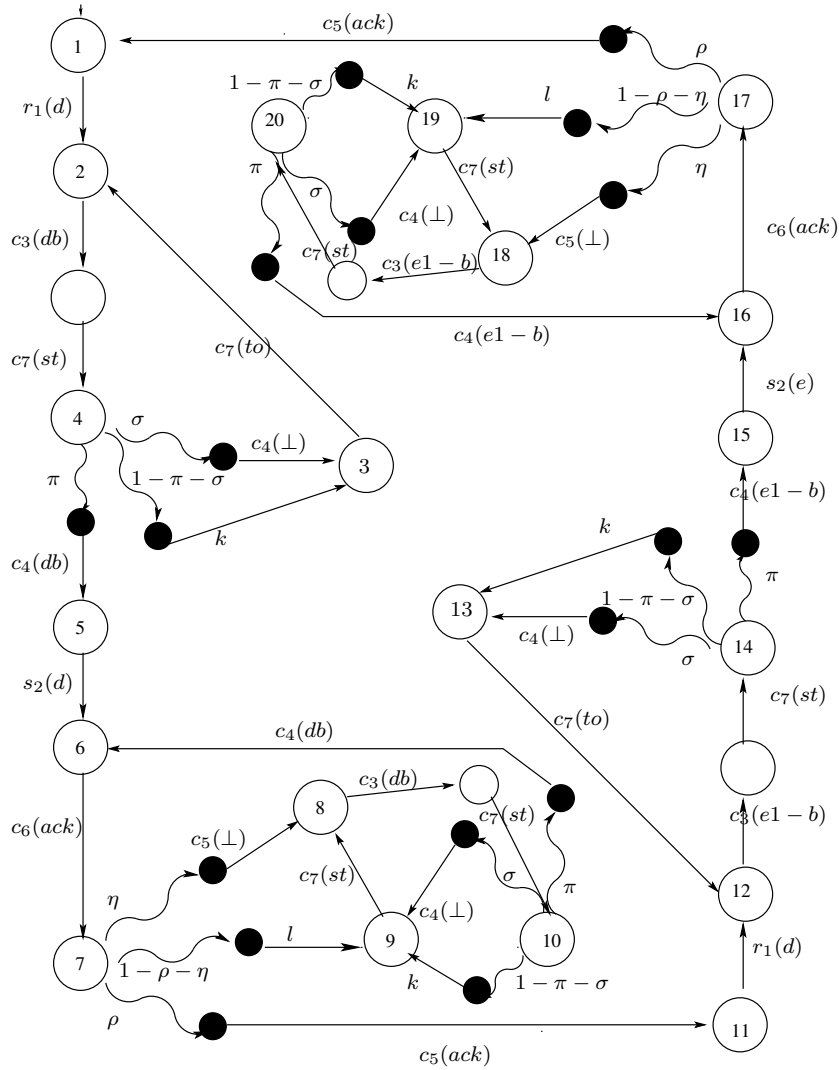 c₅(ack)
1
ρ
1 − π − σ
k
l
1 − ρ − η
17
r₁(d)
20
19
π
σ
c₇(st)
η
2
c₄(⊥)
c₃(db)
c₇(st)
c₃(e1 − b)
18
c₅(⊥)
c₆(ack)
c₇(st)
c₇(to)
c₄(e1 − b)
16
s₂(e)
4
σ
c₄(⊥)
3
15
π
1 − π − σ
k
c₄(e1 − b)
c₄(db)
k
π
13
1 − π − σ
5
c₄(⊥)
σ
14
s₂(d)
c₇(st)
c₇(to)
6
c₄(db)
c₃(db)
c₆(ack)
8
c₇(st)
c₃(e1 − b)
c₅(⊥)
η
c₇(st)
σ
π
12
c₄(⊥)
l
9
10
r₁(d)
7
1 − ρ − η
k
1 − π − σ
ρ
11
c₅(ack)